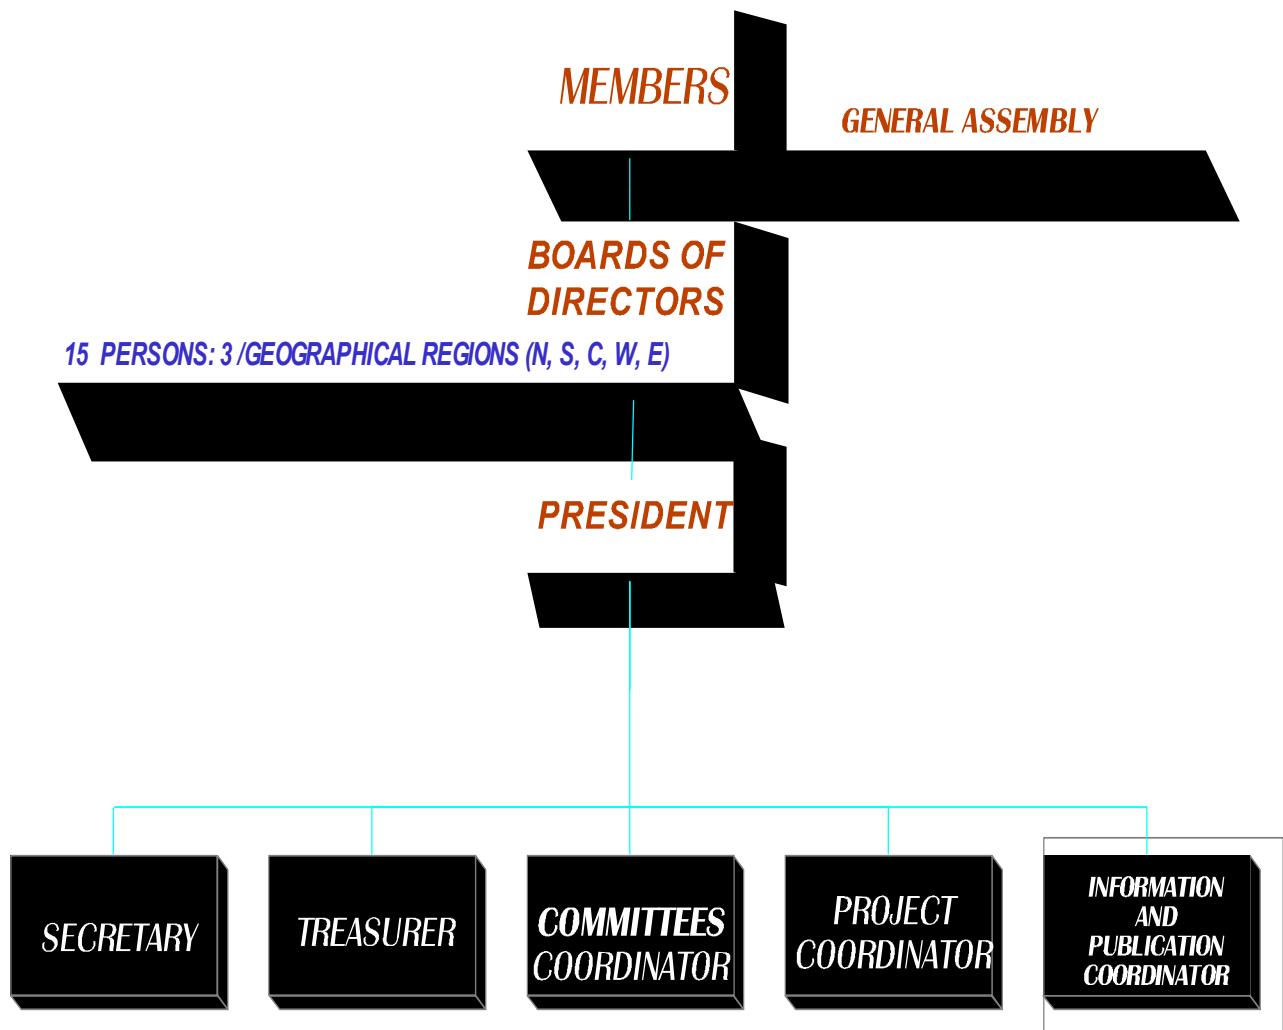 MEMBERS
GENERAL ASSEMBLY
BOARDS OF
DIRECTORS
15 PERSONS: 3 /GEOGRAPHICAL REGIONS (N, S, C, W, E)
PRESIDENT
SECRETARY
TREASURER
COMMITTEES
COORDINATOR
PROJECT
COORDINATOR
INFORMATION
AND
PUBLICATION
COORDINATOR